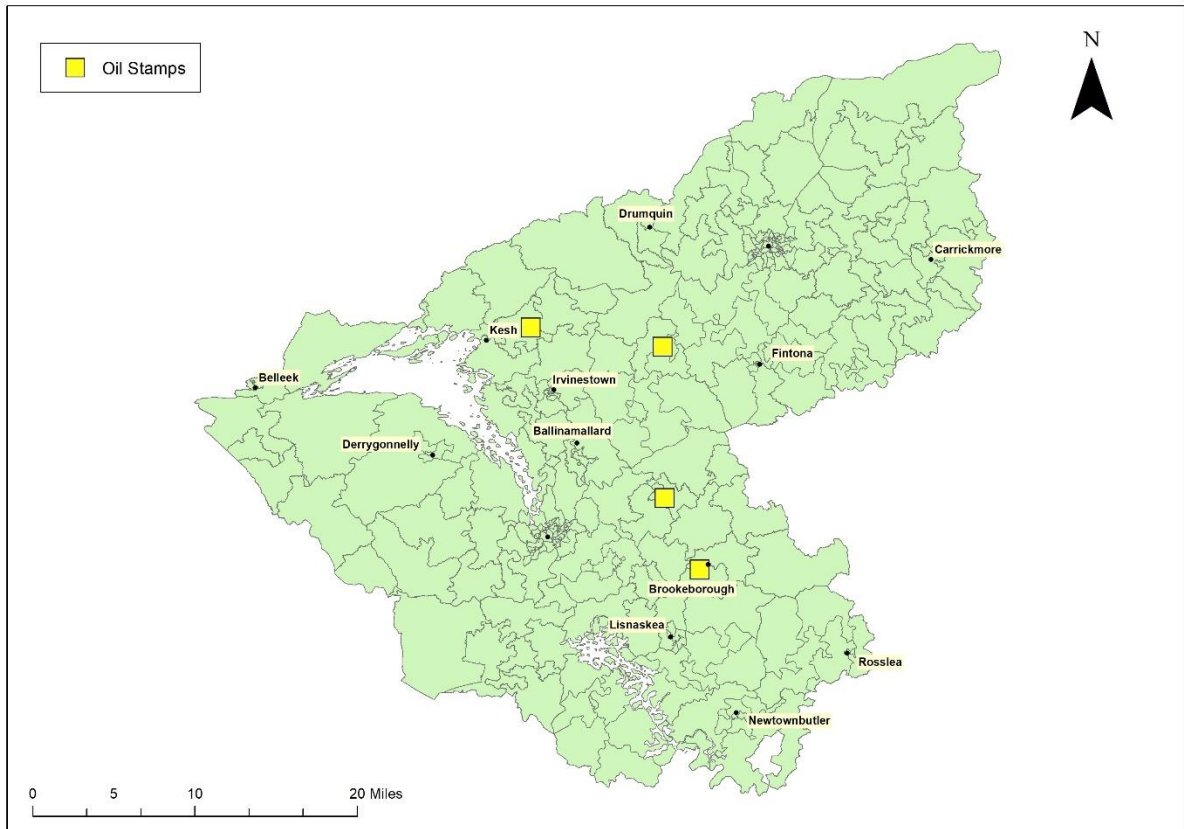 Oil Stamps
N
Drumquin
Carrickmore
Kesh
Fintona
Belleek
Irvinestown
Ballinamallard
Derrygonnelly
Brookeborough
Lisnaskea
Rosslea
Newtownbutler
0 5 10 20 Miles